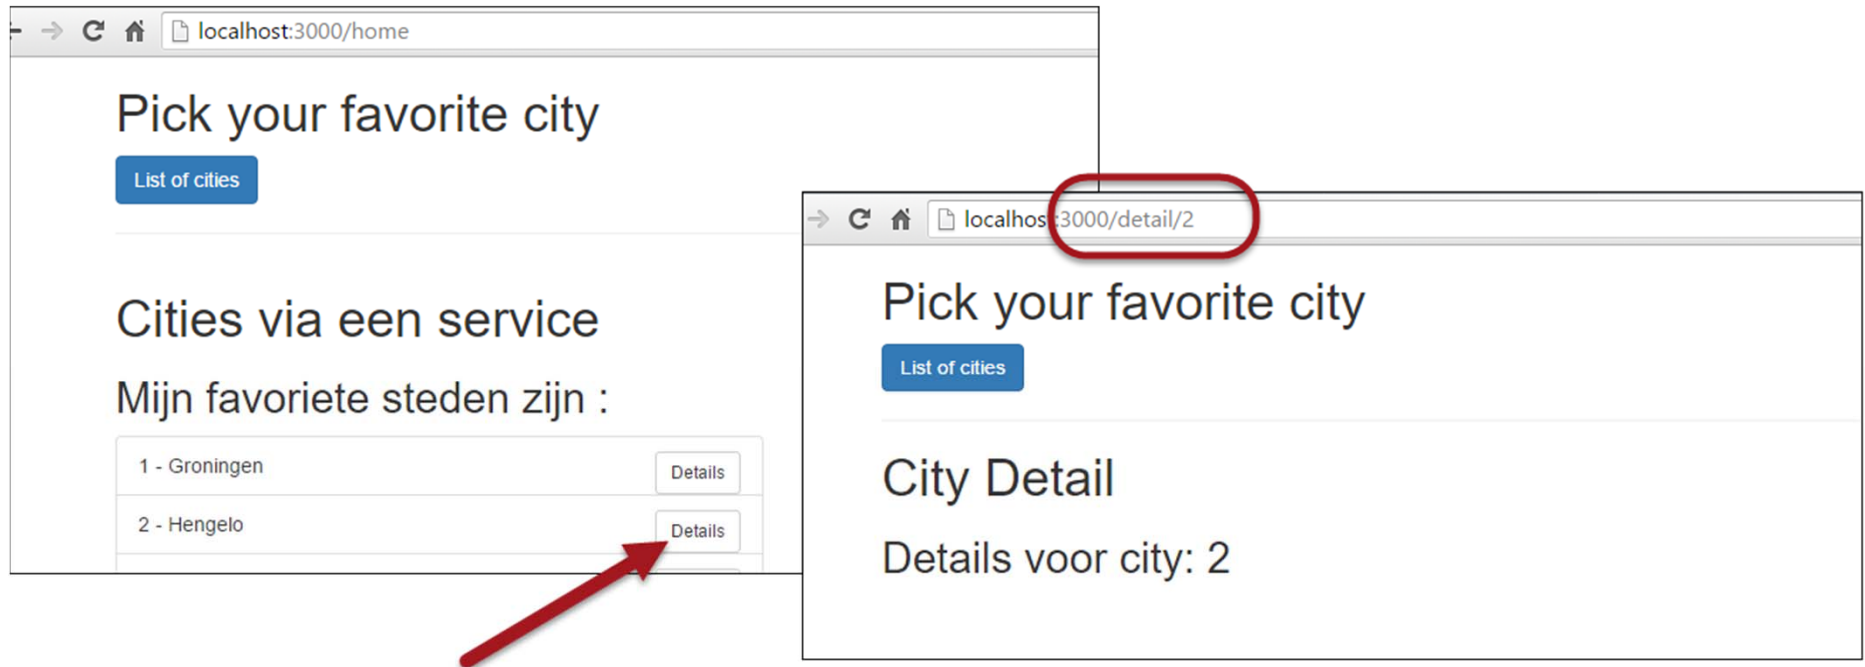 localhost:3000/home
Pick your favorite city
List of cities
Cities via een service
Mijn favoriete steden zijn :
1 - Groningen Details
2 - Hengelo Details
localhos:3000/detail/2
Pick your favorite city
List of cities
City Detail
Details voor city: 2